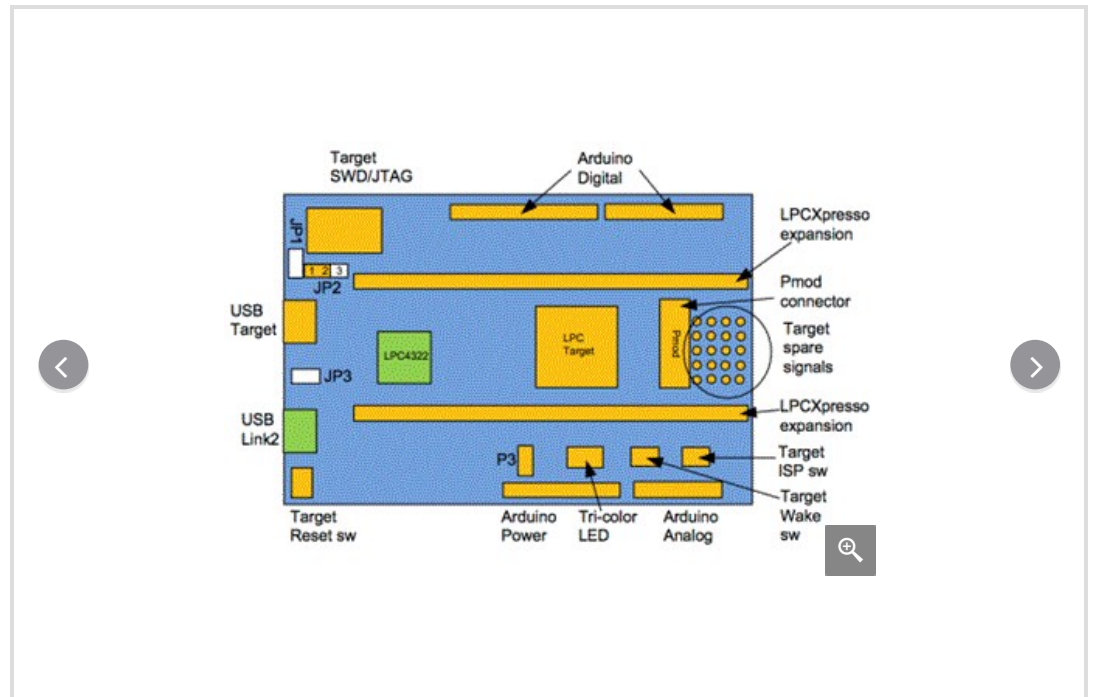 Target
SWD/JTAG
Arduino
Digital
LPCXpresso
expansion
JP1
1 2 3
JP2
Pmod
connector
USB
Target
LPC
Target
Pmod
Target
spare
signals
LPC4322
JP3
LPCXpresso
expansion
USB
Link2
P3
Target
ISP sw
Target
Wake
sw
Target
Reset sw
Arduino
Power
Tri-color
LED
Arduino
Analog